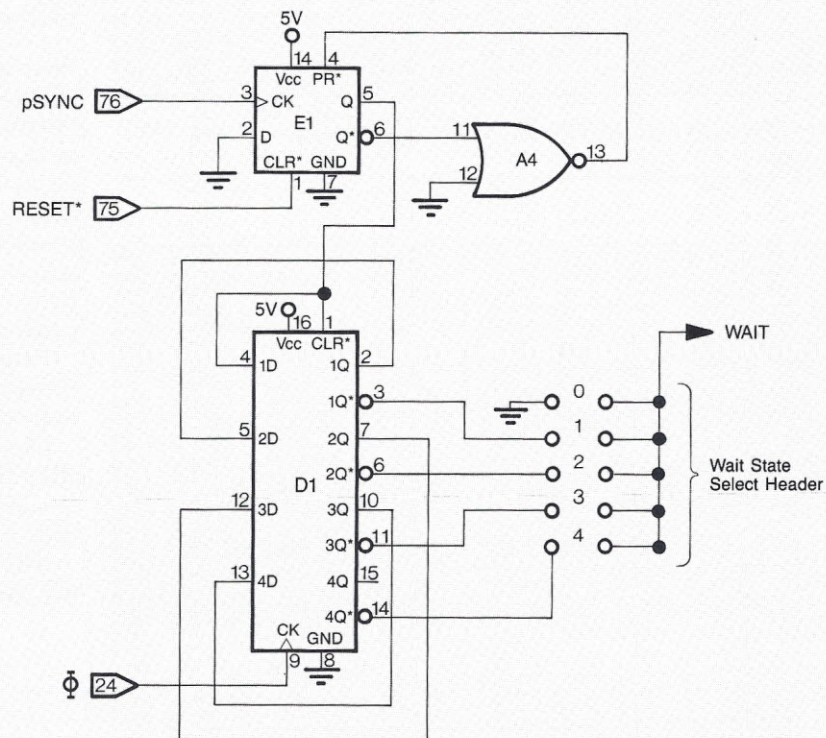 5V
14 4
Vcc PR*
pSYNC 76 3 CK Q 5
E1
2 D Q* 6 11 A4 13
CLR* GND 12
1 7
RESET* 75
5V
16 1
Vcc CLR*
WAIT
4 1D 1Q 2
1Q* 3 0
5 2D 2Q 7 1
2Q* 6 2
Wait State
Select Header
12 3D D1 3Q 10 3
3Q* 11 4
13 4D 4Q 15
4Q* 14
CK GND
9 8
Φ 24